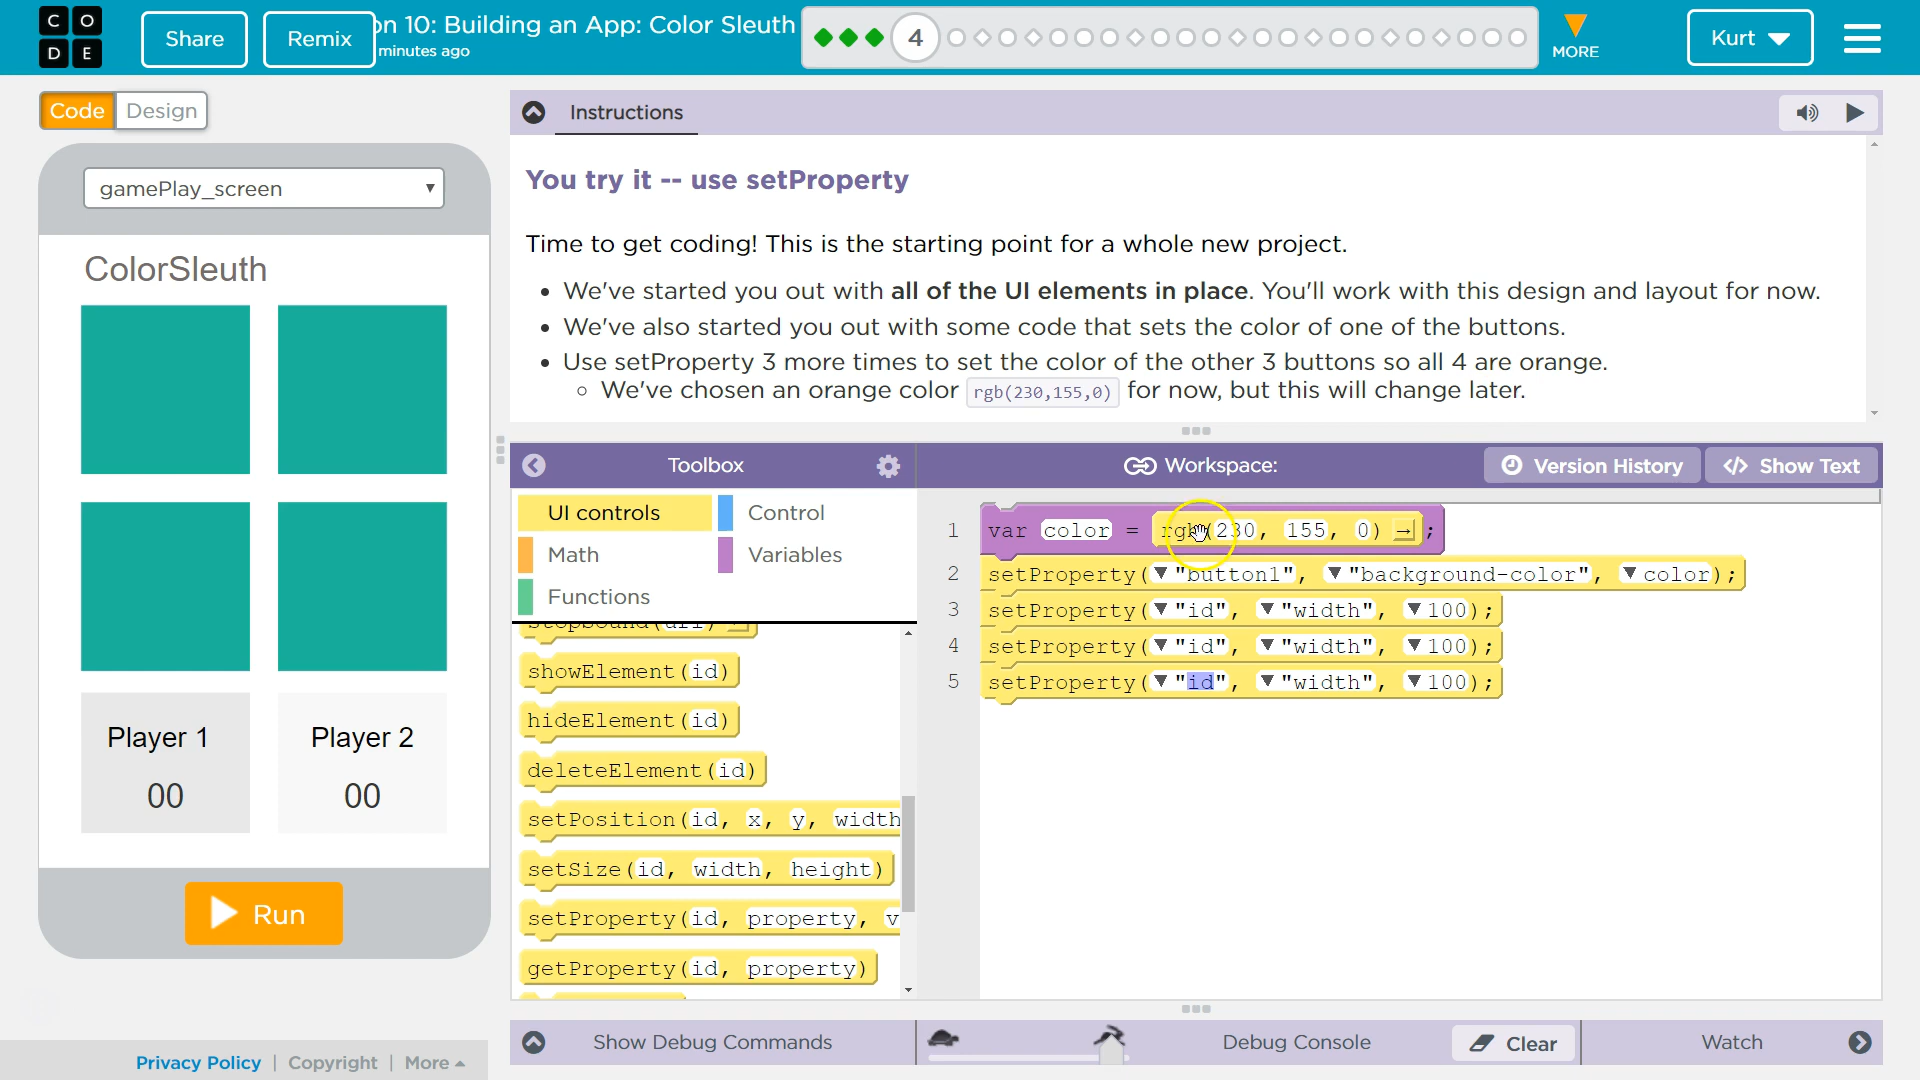 CO
DE
Share
Remix
on 10: Building an App: Color Sleuth
minutes ago
4
MORE
Kurt
Code
Design
gamePlay_screen
ColorSleuth
Player 1
00
Player 2
00
Run
Privacy Policy | Copyright | More
Instructions
You try it -- use setProperty
Time to get coding! This is the starting point for a whole new project.
We've started you out with all of the UI elements in place. You'll work with this design and layout for now.
We've also started you out with some code that sets the color of one of the buttons.
Use setProperty 3 more times to set the color of the other 3 buttons so all 4 are orange.
We've chosen an orange color rgb(230,155,0) for now, but this will change later.
Toolbox
UI controls
Control
Math
Variables
Functions
stopSound(url)
showElement(id)
hideElement(id)
deleteElement(id)
setPosition(id, x, y, width
setSize(id, width, height)
setProperty(id, property, v
getProperty(id, property)
Workspace:
Version History
Show Text
1 var color = rgb(230, 155, 0);
2 setProperty("button1", "background-color", color);
3 setProperty("id", "width", 100);
4 setProperty("id", "width", 100);
5 setProperty("id", "width", 100);
Show Debug Commands
Debug Console
Clear
Watch